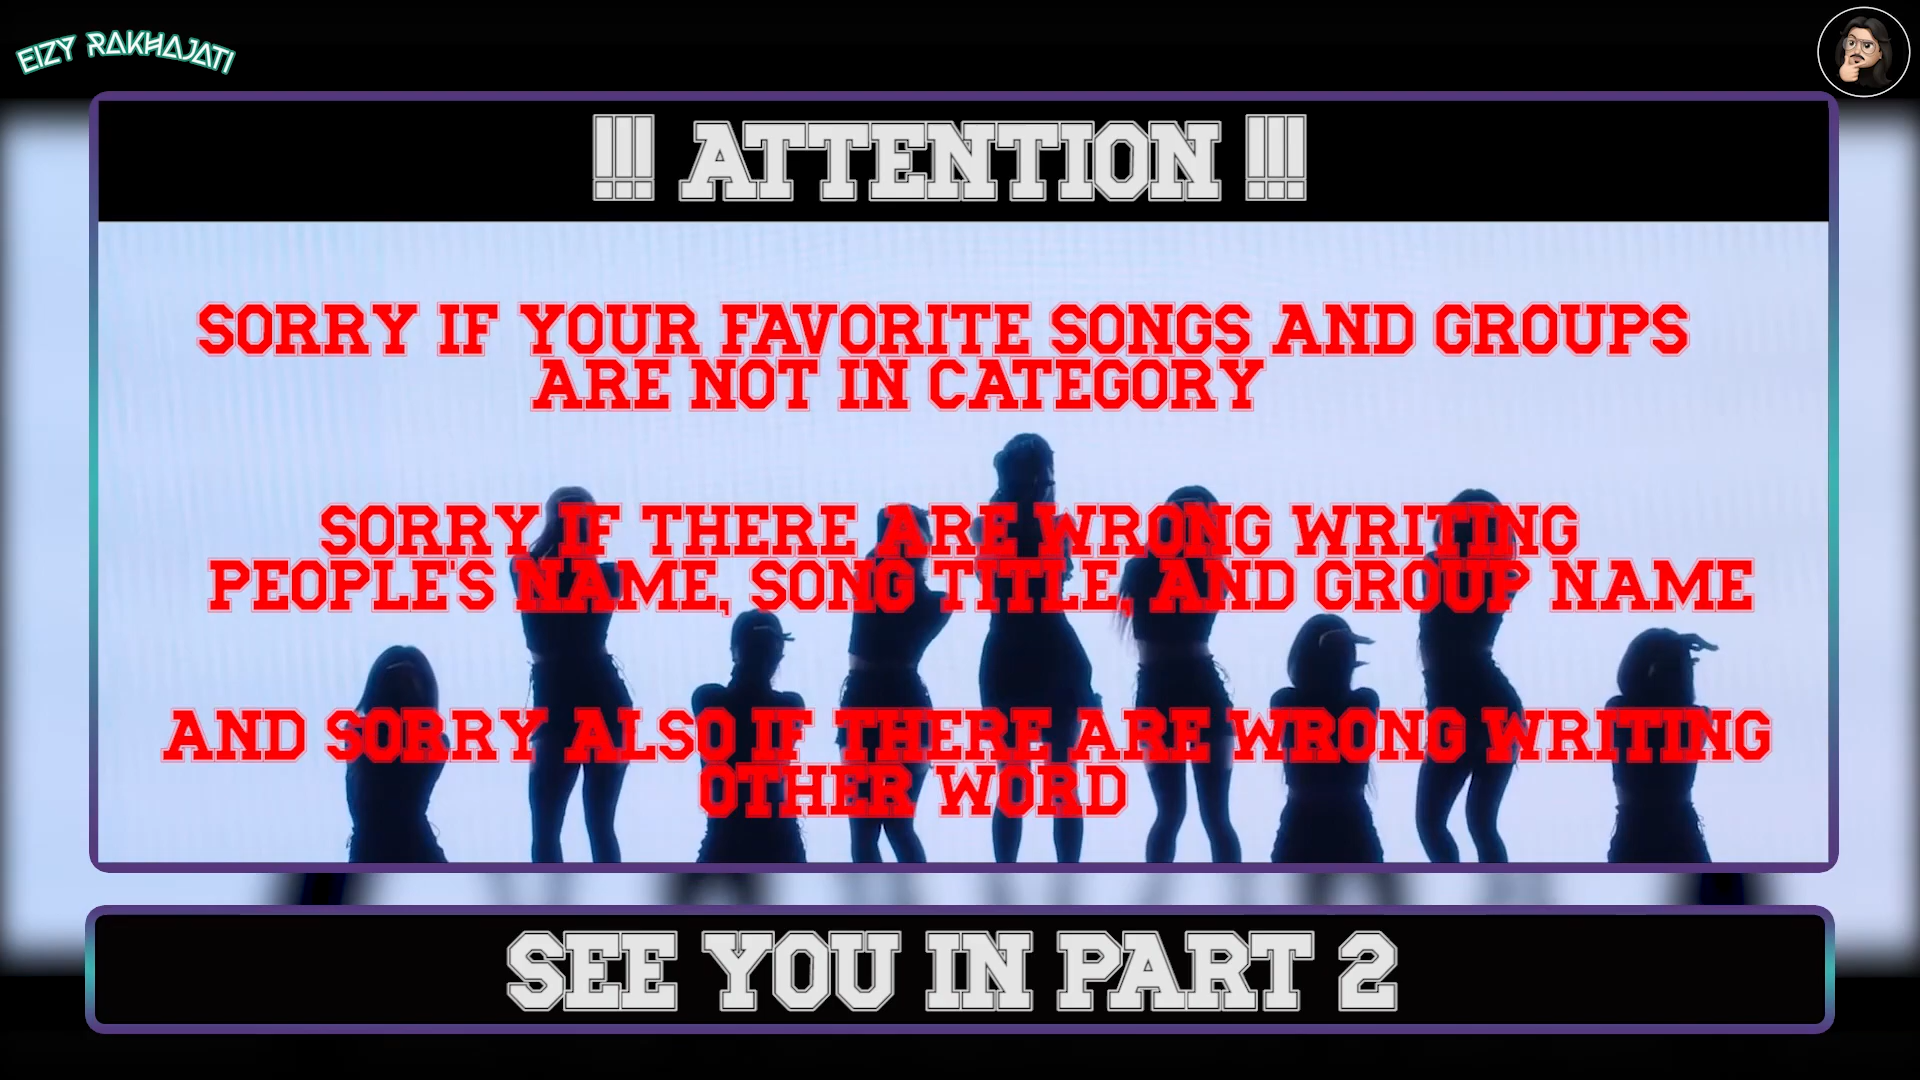 EIZY RAKHAJATI
!!! ATTENTION !!!
SORRY IF YOUR FAVORITE SONGS AND GROUPS
ARE NOT IN CATEGORY
SORRY IF THERE ARE WRONG WRITING
PEOPLE'S NAME, SONG TITLE, AND GROUP NAME
AND SORRY ALSO IF THERE ARE WRONG WRITING
OTHER WORD
SEE YOU IN PART 2